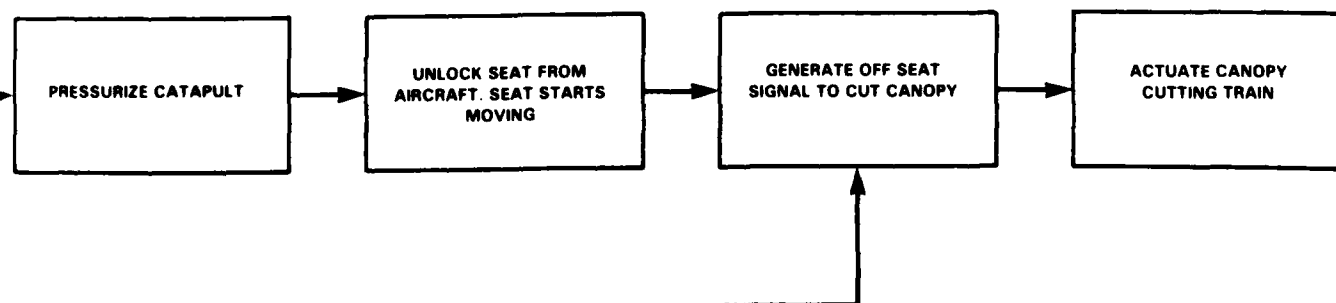 PRESSURIZE CATAPULT
UNLOCK SEAT FROM
AIRCRAFT. SEAT STARTS
MOVING
GENERATE OFF SEAT
SIGNAL TO CUT CANOPY
ACTUATE CANOPY
CUTTING TRAIN